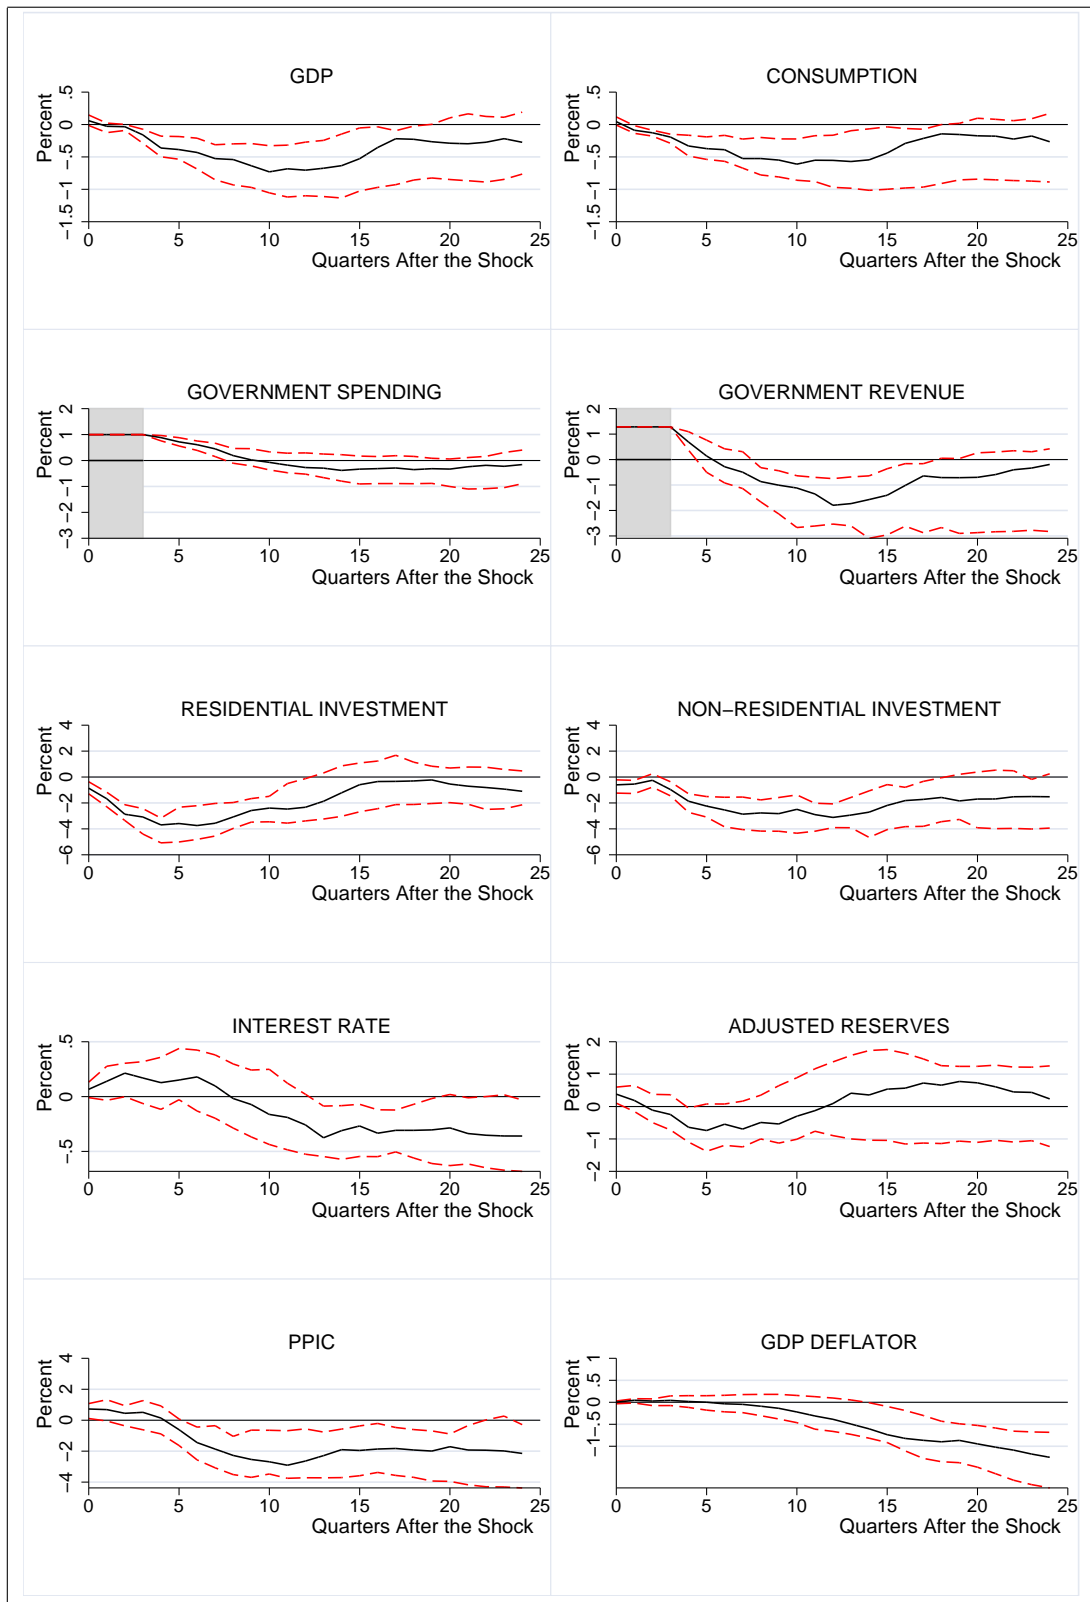 GDP
Percent
.5
0
−.5
−1
−1.5
0 5 10 15 20 25
Quarters After the Shock
CONSUMPTION
Percent
.5
0
−.5
−1
−1.5
0 5 10 15 20 25
Quarters After the Shock
GOVERNMENT SPENDING
Percent
2
1
0
−1
−2
−3
0 5 10 15 20 25
Quarters After the Shock
GOVERNMENT REVENUE
Percent
2
1
0
−1
−2
−3
0 5 10 15 20 25
Quarters After the Shock
RESIDENTIAL INVESTMENT
Percent
4
2
0
−2
−4
−6
0 5 10 15 20 25
Quarters After the Shock
NON−RESIDENTIAL INVESTMENT
Percent
4
2
0
−2
−4
−6
0 5 10 15 20 25
Quarters After the Shock
INTEREST RATE
Percent
.5
0
−.5
0 5 10 15 20 25
Quarters After the Shock
ADJUSTED RESERVES
Percent
2
1
0
−1
−2
0 5 10 15 20 25
Quarters After the Shock
PPIC
Percent
4
2
0
−2
−4
0 5 10 15 20 25
Quarters After the Shock
GDP DEFLATOR
Percent
1
.5
0
−.5
−1
0 5 10 15 20 25
Quarters After the Shock